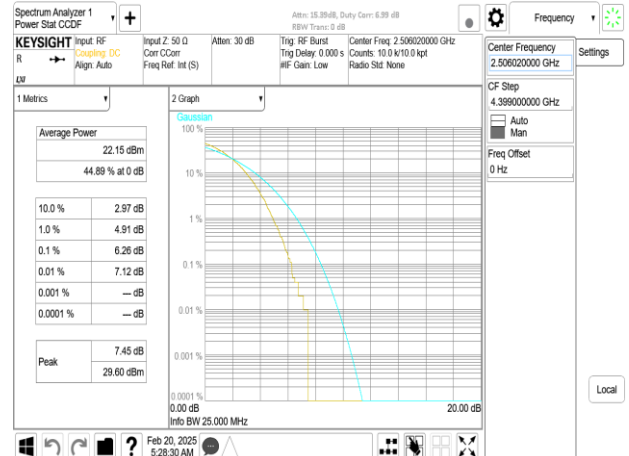 Spectrum Analyzer 1
Power Stat CCDF
Attn: 15.89dB, Duty Corr: 6.99 dB
RBW Trans: 0 dB
Frequency
KEYSIGHT
R
LXI
Input: RF
Coupling: DC
Align: Auto
Input Z: 50 Ω
Corr CCorr
Freq Ref: Int (S)
Atten: 30 dB
Trig: RF Burst
Trig Delay: 0.000 s
#IF Gain: Low
Center Freq: 2.506020000 GHz
Counts: 10.0 k/10.0 kpt
Radio Std: None
Center Frequency
2.506020000 GHz
Settings
CF Step
4.399000000 GHz
Auto
Man
Freq Offset
0 Hz
1 Metrics
Average Power
22.15 dBm
44.89 % at 0 dB
10.0 % 2.97 dB
1.0 % 4.91 dB
0.1 % 6.26 dB
0.01 % 7.12 dB
0.001 % --- dB
0.0001 % --- dB
Peak
7.45 dB
29.60 dBm
2 Graph
Gaussian
100 %
10 %
1 %
0.1 %
0.01 %
0.001 %
0.0001 %
0.00 dB 20.00 dB
Info BW 25.000 MHz
Local
?
Feb 20, 2025
5:28:30 AM